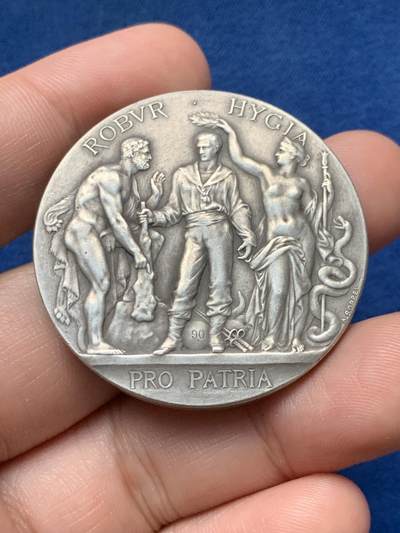 ROBVR · HYGIA
90
PRO PATRIA